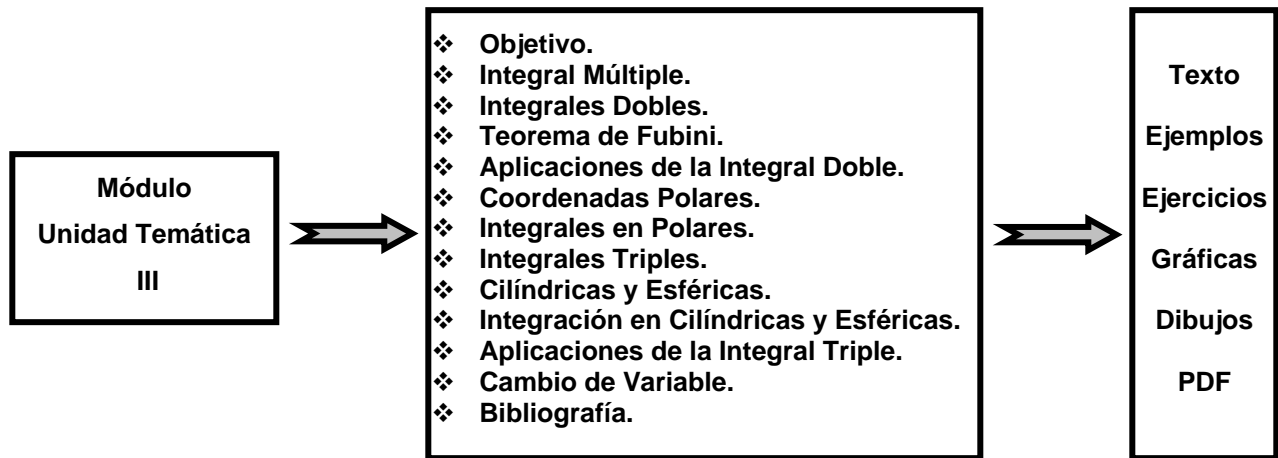 Módulo
Unidad Temática
III
❖ Objetivo.
❖ Integral Múltiple.
❖ Integrales Dobles.
❖ Teorema de Fubini.
❖ Aplicaciones de la Integral Doble.
❖ Coordenadas Polares.
❖ Integrales en Polares.
❖ Integrales Triples.
❖ Cilíndricas y Esféricas.
❖ Integración en Cilíndricas y Esféricas.
❖ Aplicaciones de la Integral Triple.
❖ Cambio de Variable.
❖ Bibliografía.
Texto
Ejemplos
Ejercicios
Gráficas
Dibujos
PDF